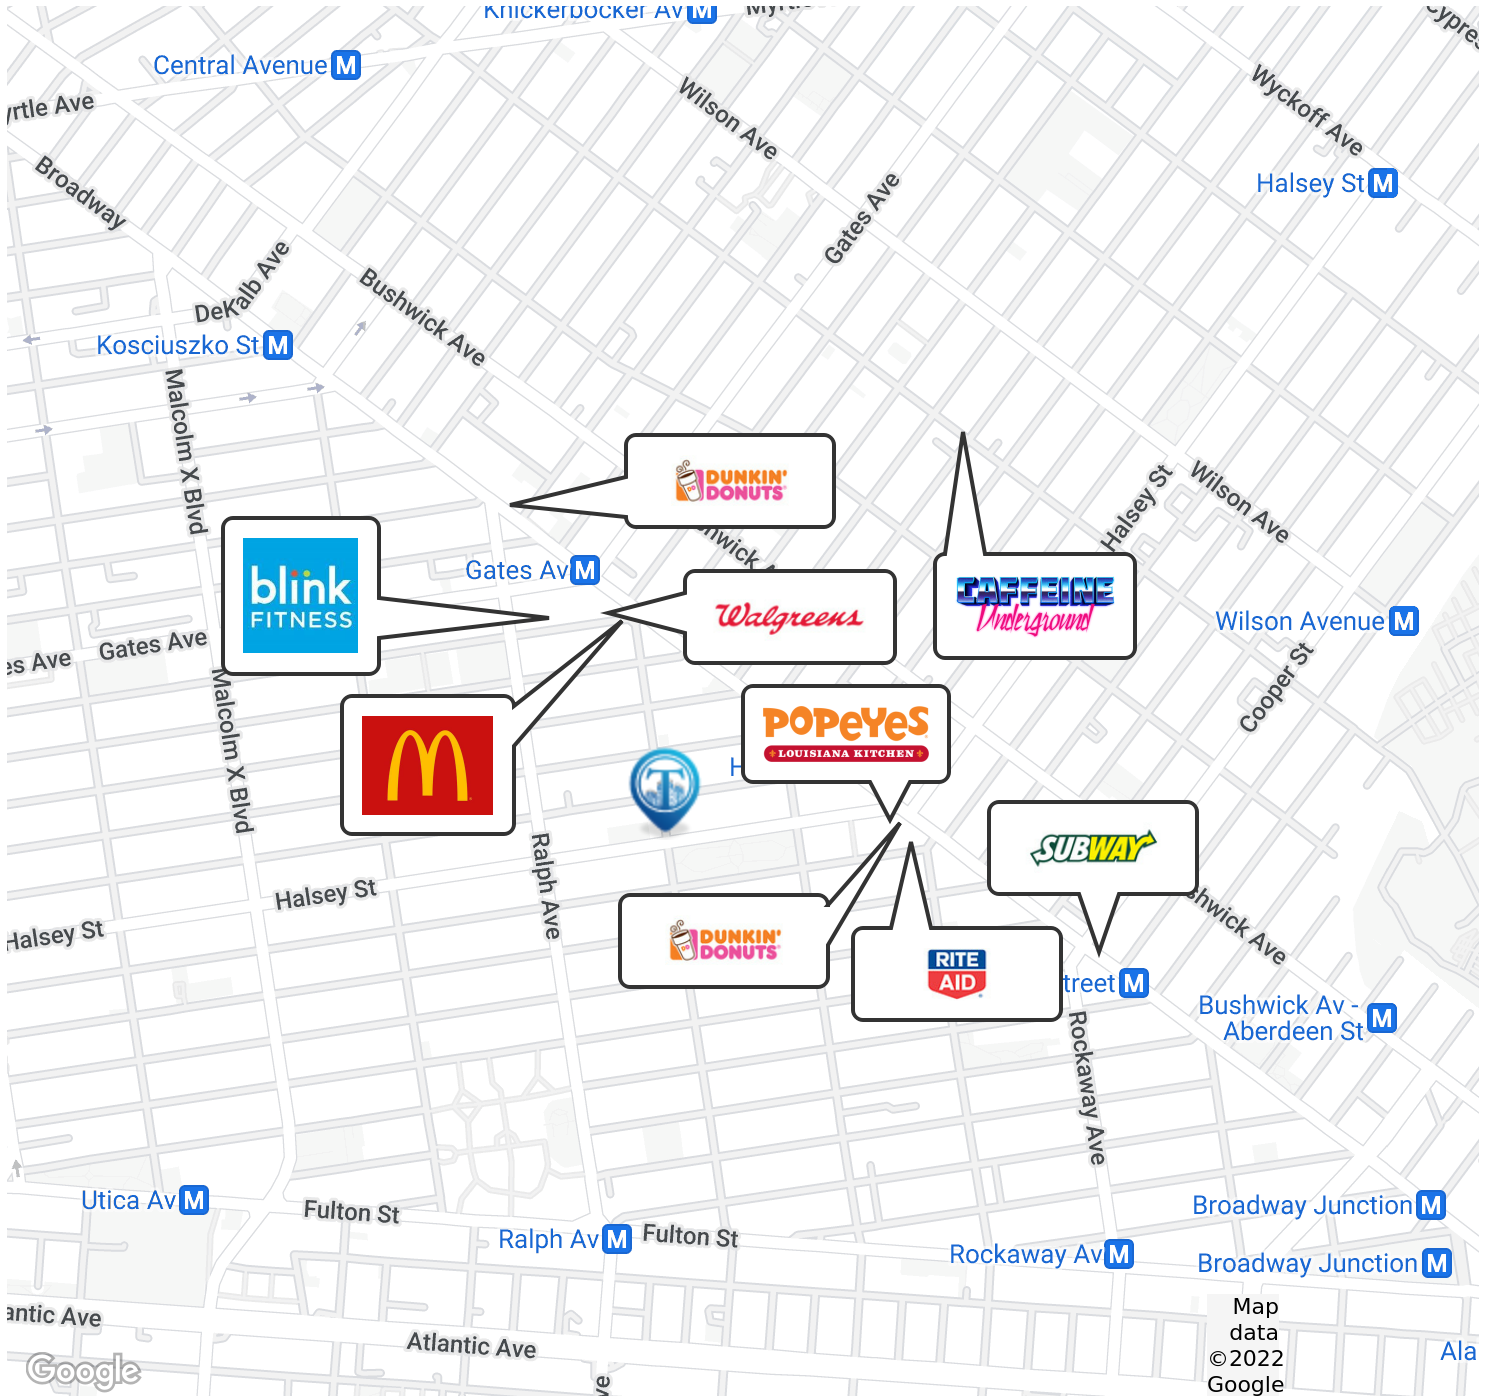 Knickerbocker Av M
Central Avenue M
Myrtle Ave
Broadway
Wilson Ave
Wyckoff Ave
Halsey St M
Gates Ave
DeKalb Ave
Bushwick Ave
Kosciuszko St M
Malcolm X Blvd
DUNKIN'
DONUTS
Halsey St
Wilson Ave
Gates Av M
blink
FITNESS
Walgreens
CAFFEINE
Underground
Wilson Avenue M
Gates Ave
es Ave
Malcolm X Blvd
Cooper St
M
T
POPEYES
LOUISIANA KITCHEN
H
SUBWAY
Ralph Ave
Halsey St
Halsey St
DUNKIN'
DONUTS
RITE
AID
shwick Ave
treet M
Bushwick Av -
Aberdeen St M
Rockaway Ave
Utica Av M
Fulton St
Ralph Av M
Fulton St
Rockaway Av M
Broadway Junction M
Broadway Junction M
antic Ave
Atlantic Ave
Map
data
©2022
Google
Ala
Google